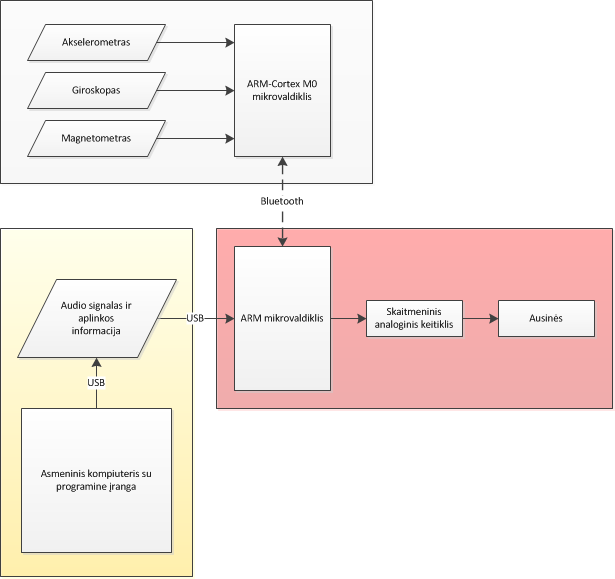 Akselerometras
Giroskopas
Magnetometras
ARM-Cortex M0
mikrovaldiklis
Bluetooth
Audio signalas ir
aplinkos
informacija
USB
ARM mikrovaldiklis
Skaitmeninis
analoginis keitiklis
Ausinės
USB
Asmeninis kompiuteris su
programine įranga